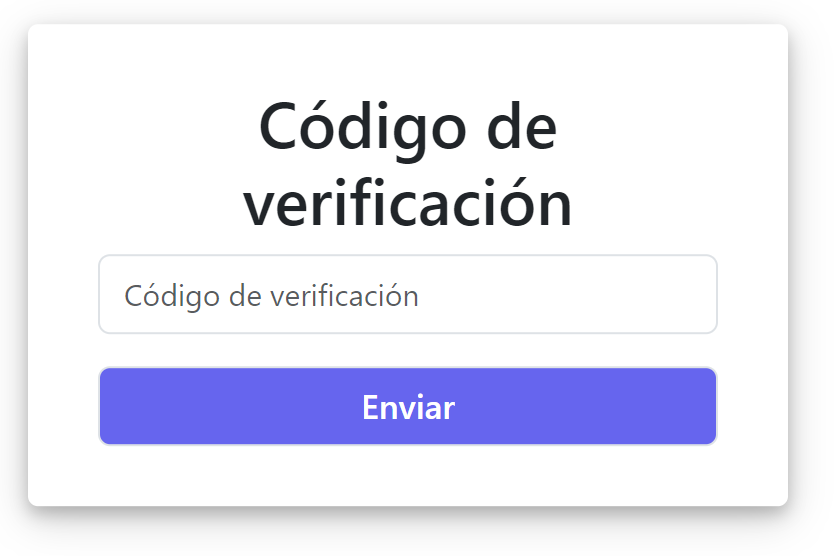 Código de
verificación
Código de verificación
Enviar